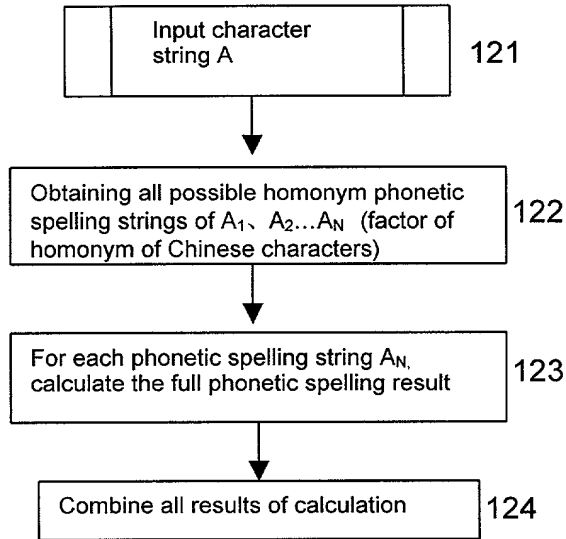 Input character
string A
121
Obtaining all possible homonym phonetic
spelling strings of A₁、A₂...A_N (factor of
homonym of Chinese characters)
122
For each phonetic spelling string A_N,
calculate the full phonetic spelling result
123
Combine all results of calculation
124